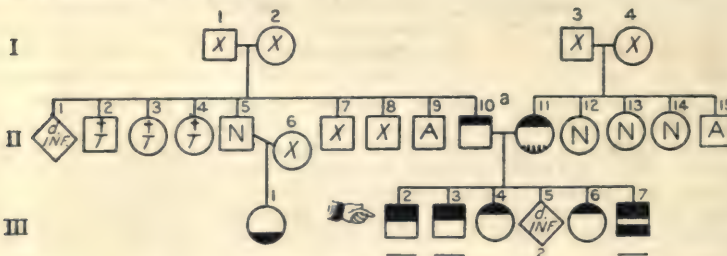 1 2 3 4
I X X X X
1 2 3 4 5 6 7 8 9 10 a 11 12 13 14 15
II d. INF. † T † T † T N X X X A N N N A
1 2 3 4 5 6 7
III d. INF
2